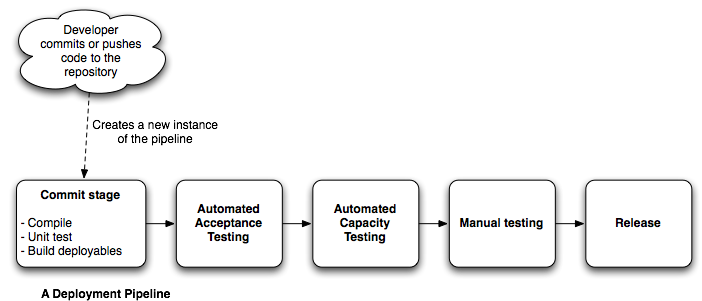 Developer
commits or pushes
code to the
repository
Creates a new instance
of the pipeline
Commit stage
- Compile
- Unit test
- Build deployables
Automated
Acceptance
Testing
Automated
Capacity
Testing
Manual testing
Release
A Deployment Pipeline